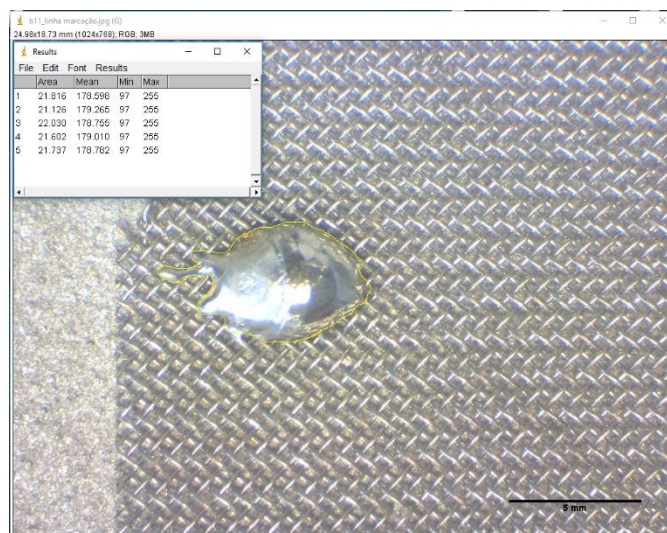 b11_linha marcação.jpg (G)
24.98x18.73 mm (1024x768); RGB; 3MB
Results
File Edit Font Results
Area Mean Min Max
1 21.816 178.598 97 255
2 21.126 179.265 97 255
3 22.030 178.755 97 255
4 21.602 179.010 97 255
5 21.737 178.782 97 255
5 mm